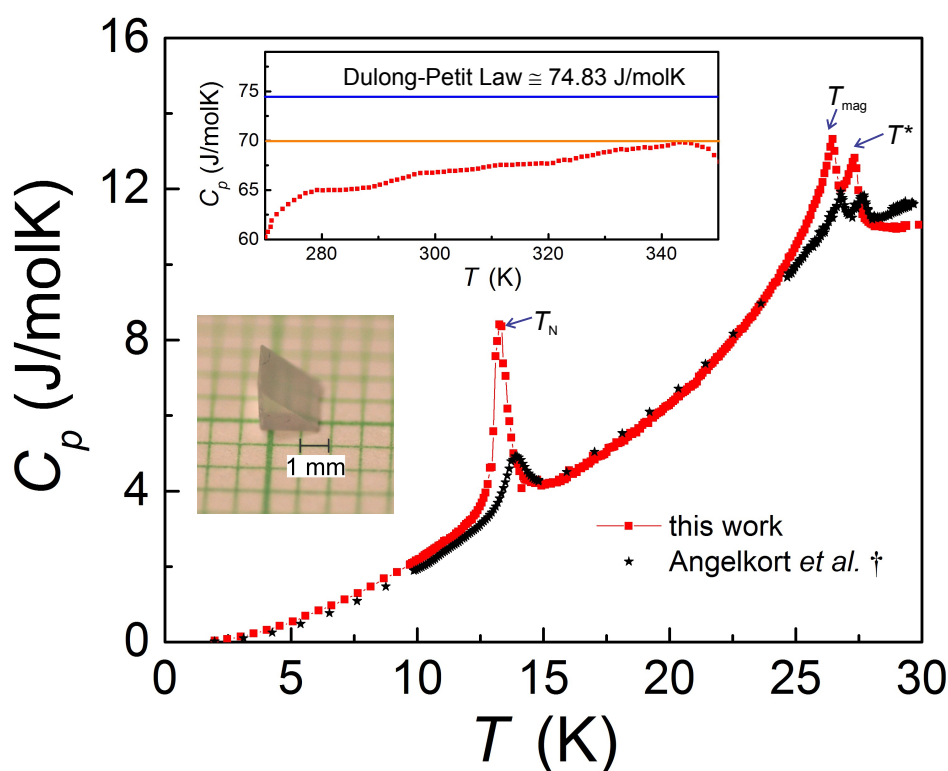 16
12
8
4
0
C_p (J/molK)
0 5 10 15 20 25 30
T (K)
Dulong-Petit Law ≅ 74.83 J/molK
75
70
65
60
C_p (J/molK)
280 300 320 340
T (K)
T_mag
T*
T_N
1 mm
this work
Angelkort et al. †